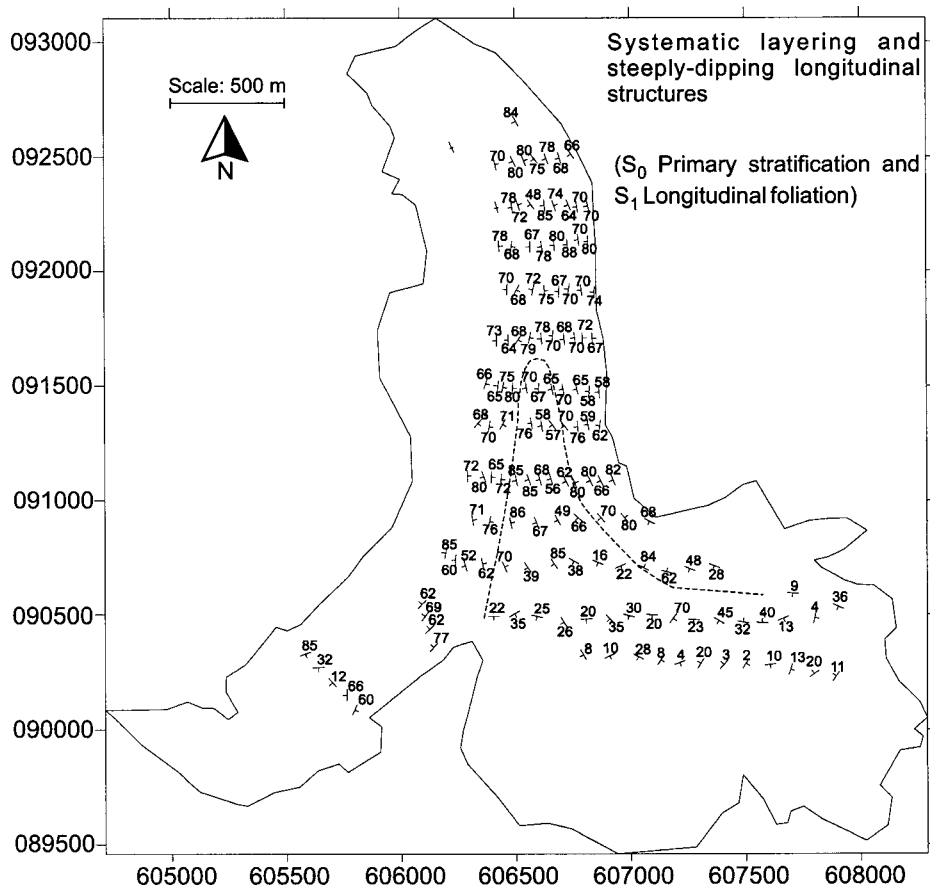 093000
Systematic layering and
steeply-dipping longitudinal
structures
Scale: 500 m
(S0 Primary stratification and
S1 Longitudinal foliation)
N
84
092500
70 80 78 66
80 75 68
78 48 74 70
72 85 64 70
78 67 80 70
68 78 88 80
092000
70 72 67 70
68 75 70 74
73 68 78 68 72
64 79 70 70 67
091500
66 75 70 65 65 58
65 80 67 70 58
68 71 58 70 59
70 76 57 76 62
091000
72 65 85 68 62 80 82
80 72 85 56 80 66
71 86 49 70 68
76 67 66 80
85 52 70 85 16 84 48
60 62 39 38 22 62 28
9 36
090500
62
69
62
77
22 25 20 30 70 45 40 4
35 26 35 20 23 32 13
85
32
12
66
60
8 10 28 8 4 20 3 2 10 13 20 11
090000
089500
605000 605500 606000 606500 607000 607500 608000